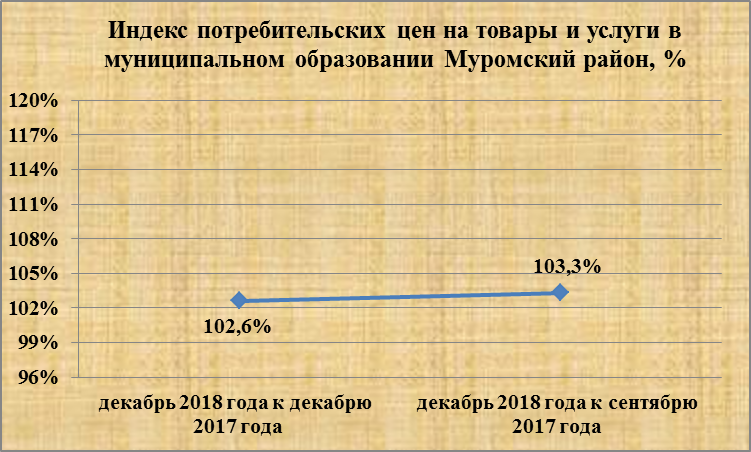 Индекс потребительских цен на товары и услуги в
муниципальном образовании Муромский район, %
120%
117%
114%
111%
108%
105%
102%
99%
96%
102,6%
103,3%
декабрь 2018 года к декабрю
2017 года
декабрь 2018 года к сентябрю
2017 года